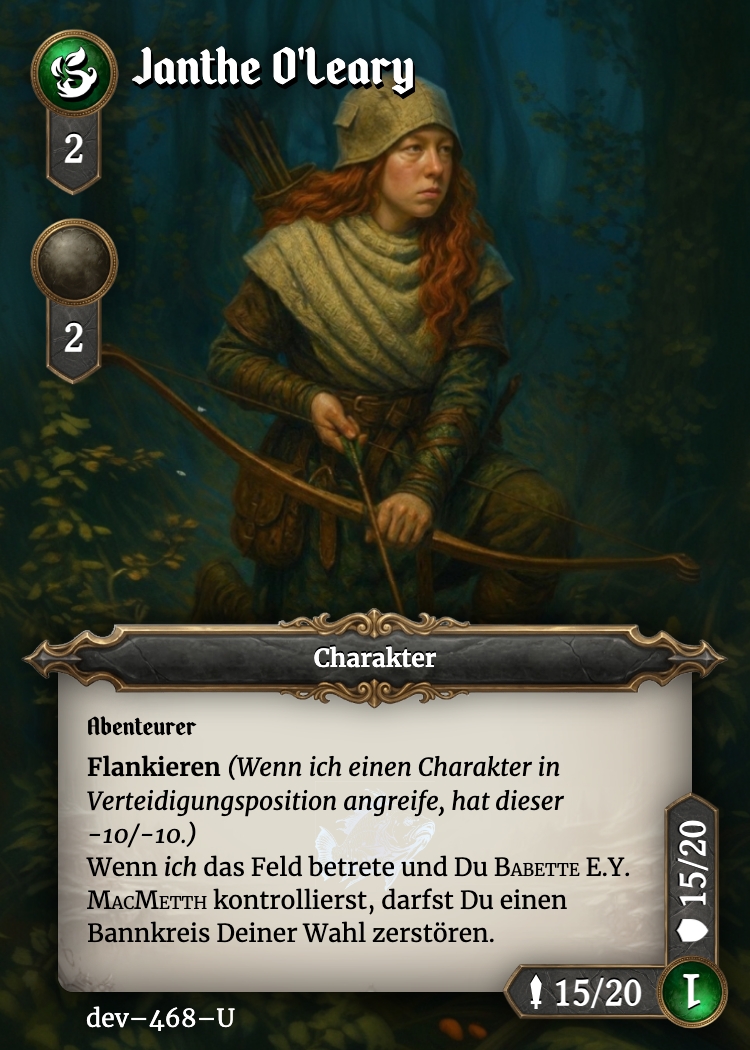 Janthe O'Leary
2
2
Charakter
Abenteurer
Flankieren (Wenn ich einen Charakter in
Verteidigungsposition angreife, hat dieser
-10/-10.)
Wenn ich das Feld betrete und Du Babette E.Y.
MacMetth kontrollierst, darfst Du einen
Bannkreis Deiner Wahl zerstören.
15/20
15/20
1
dev–468–U